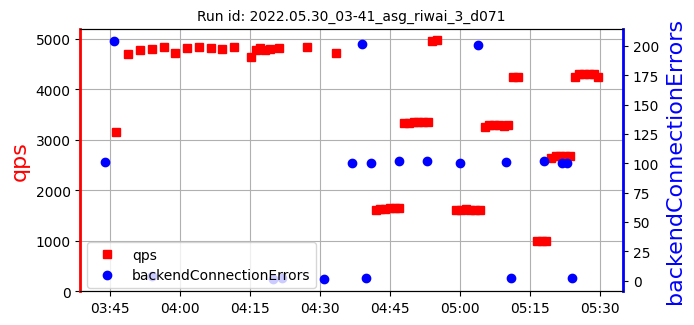 Run id: 2022.05.30_03-41_asg_riwai_3_d071
qps
5000
4000
3000
2000
1000
0
200
175
150
125
100
75
50
25
0
backendConnectionErrors
qps
backendConnectionErrors
03:45 04:00 04:15 04:30 04:45 05:00 05:15 05:30